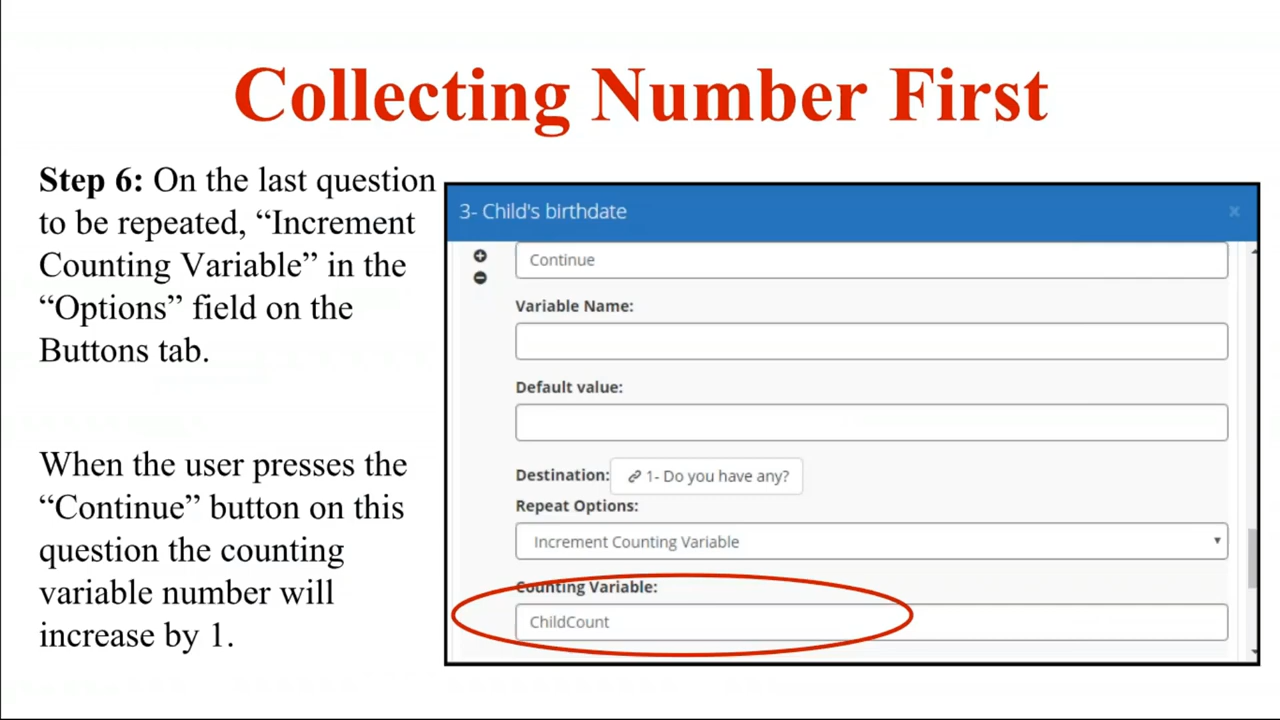 Collecting Number First
Step 6: On the last question
to be repeated, “Increment
Counting Variable” in the
“Options” field on the
Buttons tab.
When the user presses the
“Continue” button on this
question the counting
variable number will
increase by 1.
3- Child's birthdate
Continue
Variable Name:
Default value:
Destination: 1- Do you have any?
Repeat Options:
Increment Counting Variable
Counting Variable:
ChildCount